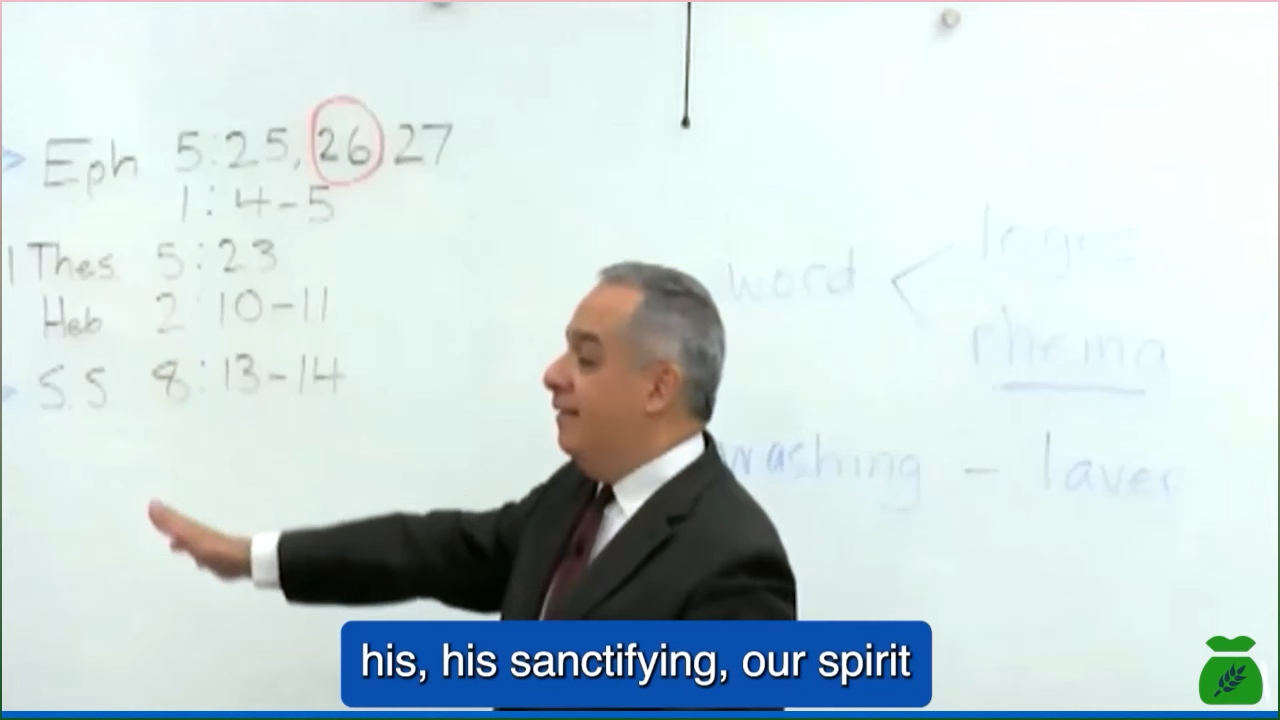 Eph 5:25, 26, 27
1:4-5
1 Thes 5:23
Heb 2:10-11
S.S 8:13-14
word < logos
rhema
washing - laver
his, his sanctifying, our spirit